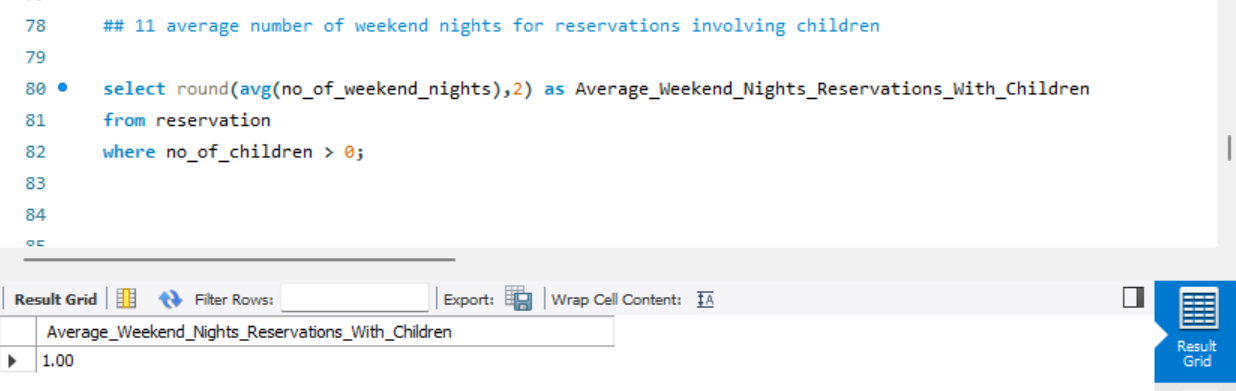 78 ## 11 average number of weekend nights for reservations involving children
79
80 select round(avg(no_of_weekend_nights),2) as Average_Weekend_Nights_Reservations_With_Children
81 from reservation
82 where no_of_children > 0;
83
84
85
Result Grid Filter Rows: Export: Wrap Cell Content: IA
Average_Weekend_Nights_Reservations_With_Children
1.00
Result
Grid